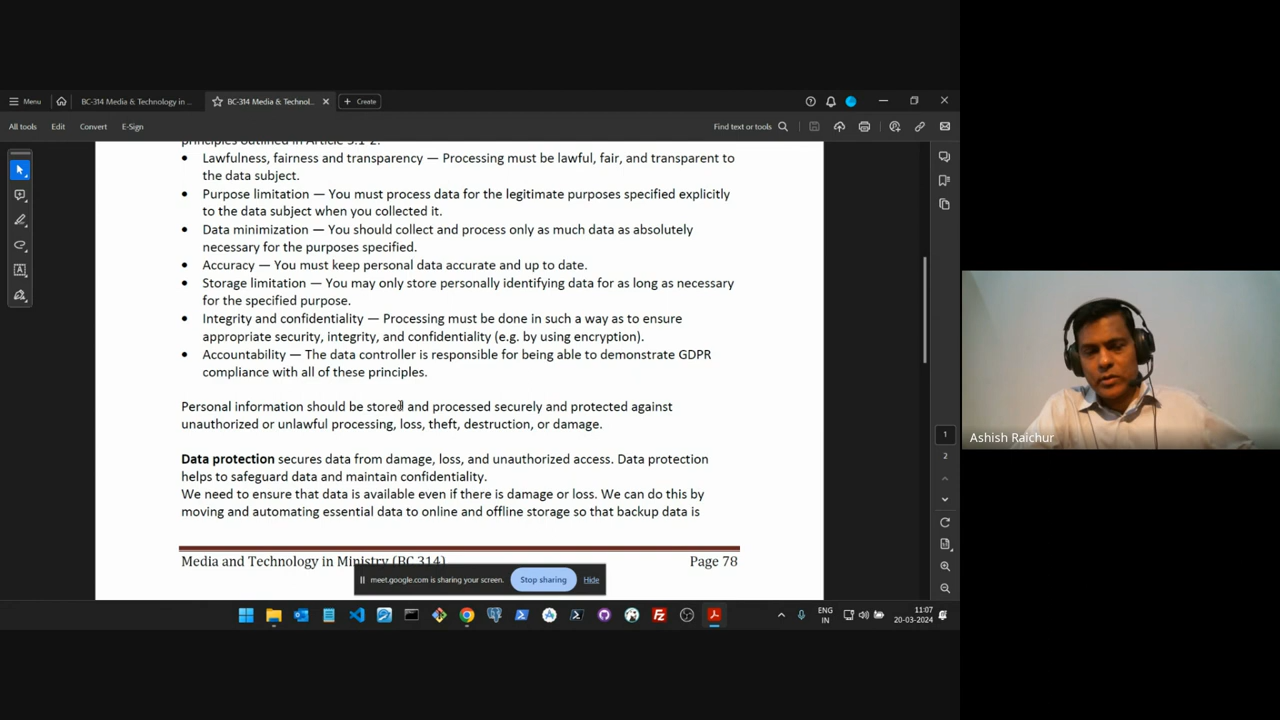 Menu
BC-314 Media & Technology in ...
BC-314 Media & Technol...
Create
All tools
Edit
Convert
E-Sign
Find text or tools
principles outlined in Article 5.1-2:
• Lawfulness, fairness and transparency — Processing must be lawful, fair, and transparent to
the data subject.
• Purpose limitation — You must process data for the legitimate purposes specified explicitly
to the data subject when you collected it.
• Data minimization — You should collect and process only as much data as absolutely
necessary for the purposes specified.
• Accuracy — You must keep personal data accurate and up to date.
• Storage limitation — You may only store personally identifying data for as long as necessary
for the specified purpose.
• Integrity and confidentiality — Processing must be done in such a way as to ensure
appropriate security, integrity, and confidentiality (e.g. by using encryption).
• Accountability — The data controller is responsible for being able to demonstrate GDPR
compliance with all of these principles.
Personal information should be stored and processed securely and protected against
unauthorized or unlawful processing, loss, theft, destruction, or damage.
Data protection secures data from damage, loss, and unauthorized access. Data protection
helps to safeguard data and maintain confidentiality.
We need to ensure that data is available even if there is damage or loss. We can do this by
moving and automating essential data to online and offline storage so that backup data is
Media and Technology in Ministry (BC 314)
Page 78
1
2
meet.google.com is sharing your screen.
Stop sharing
Hide
ENG
IN
11:07
20-03-2024
Ashish Raichur